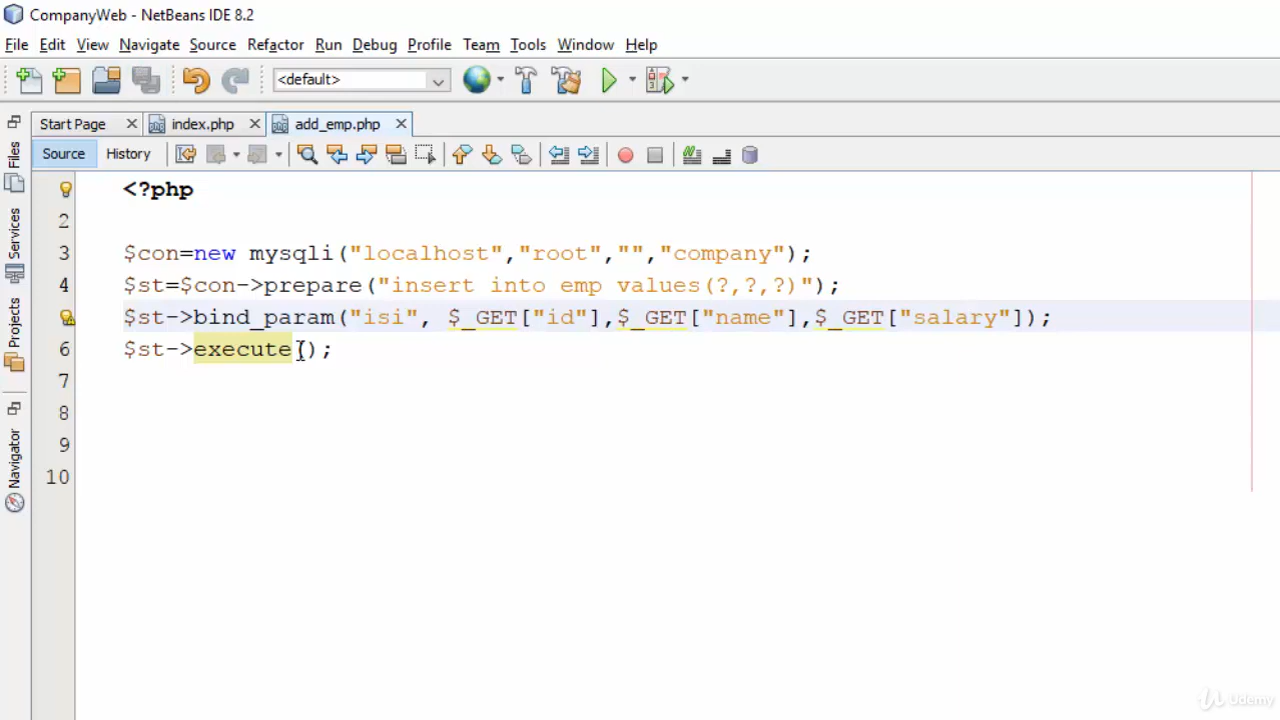 CompanyWeb - NetBeans IDE 8.2
File Edit View Navigate Source Refactor Run Debug Profile Team Tools Window Help
<default>
Start Page index.php add_emp.php
Source History
Files
Services
Projects
Navigator
<?php
2
3 $con=new mysqli("localhost","root","","company");
4 $st=$con->prepare("insert into emp values(?,?,?)");
$st->bind_param("isi", $_GET["id"],$_GET["name"],$_GET["salary"]);
6 $st->execute();
7
8
9
10
Udemy